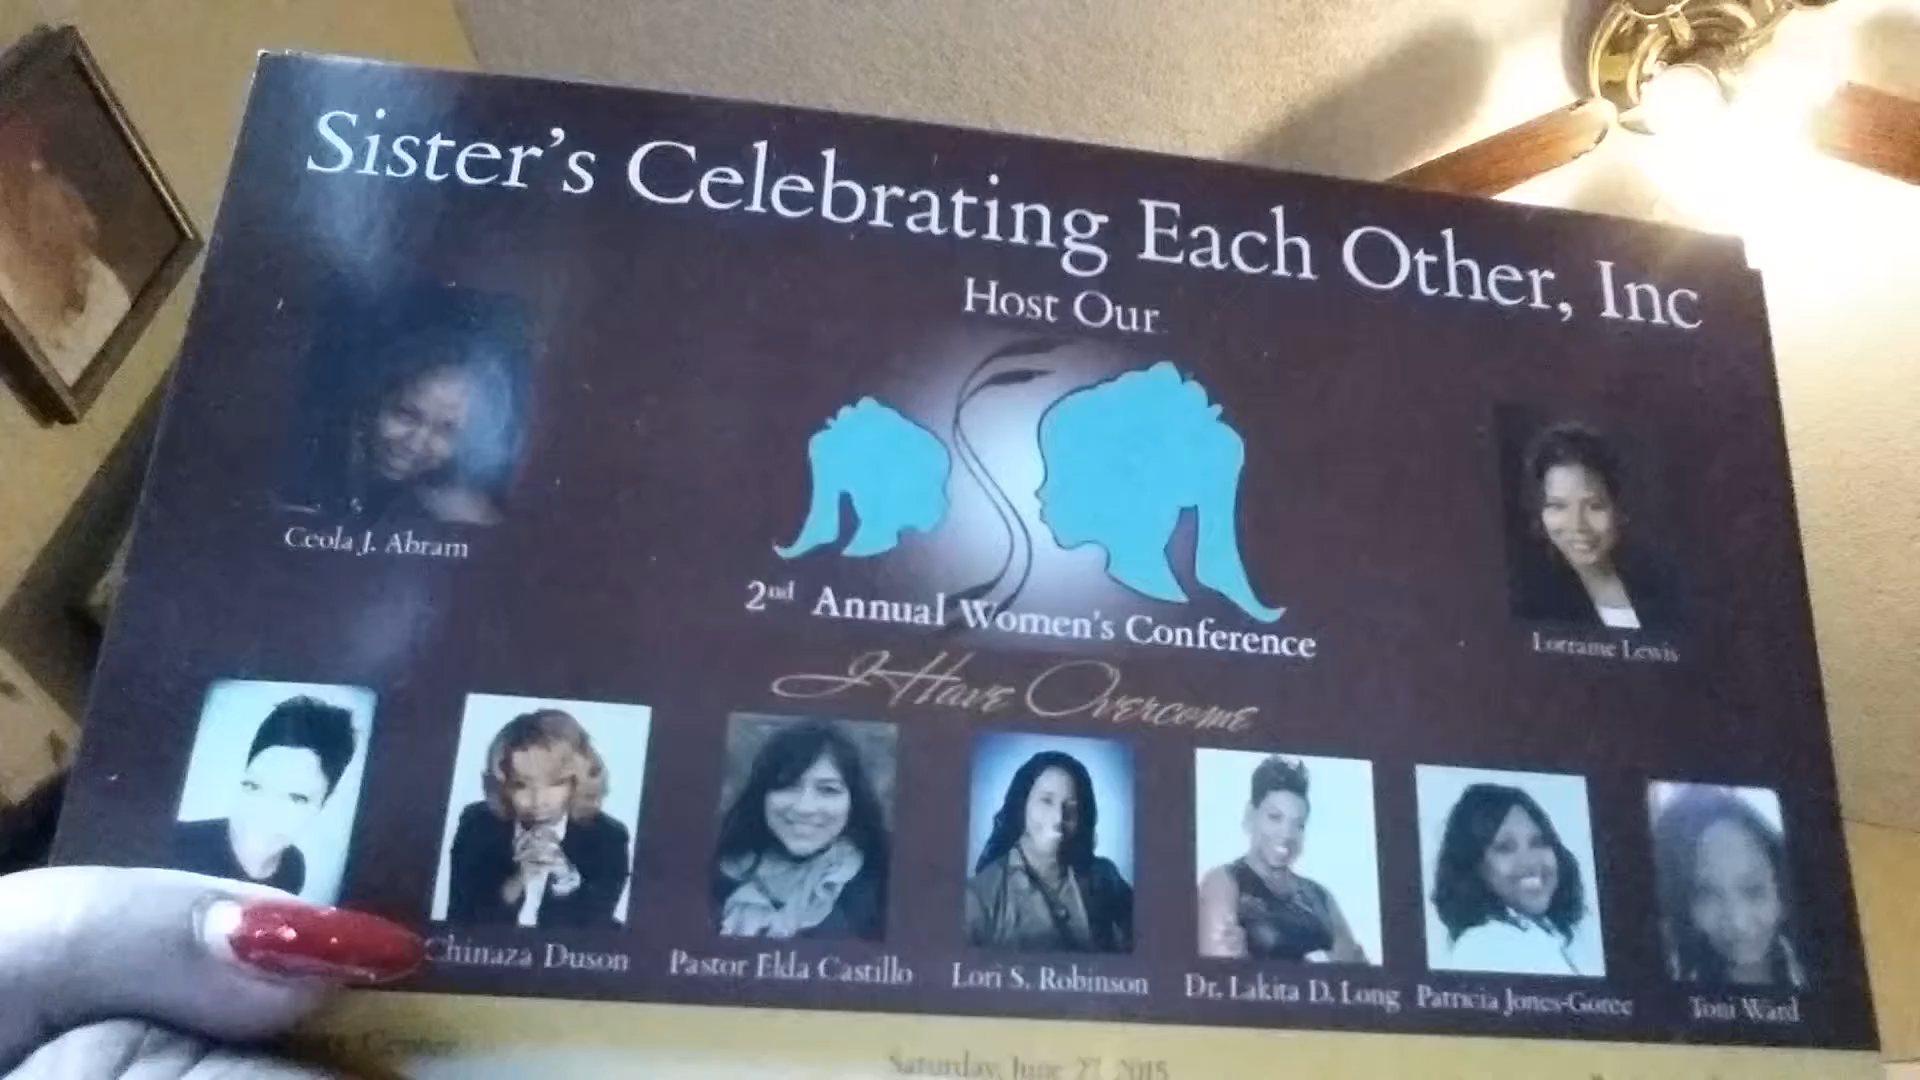 Sister's Celebrating Each Other, Inc
Host Our
Ceola J. Abram
Lorraine Lewis
2nd Annual Women's Conference
I Have Overcome
Chinaza Duson
Pastor Elda Castillo
Lori S. Robinson
Dr. Lakita D. Long
Patricia Jones-Goree
Toni Ward
Center
Saturday, June 27, 2015